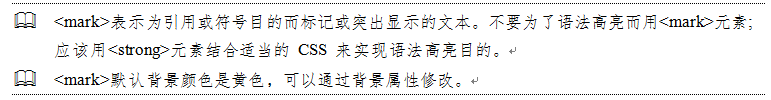 <mark>表示为引用或符号目的而标记或突出显示的文本。不要为了语法高亮而用<mark>元素;
应该用<strong>元素结合适当的 CSS 来实现语法高亮目的。
<mark>默认背景颜色是黄色，可以通过背景属性修改。